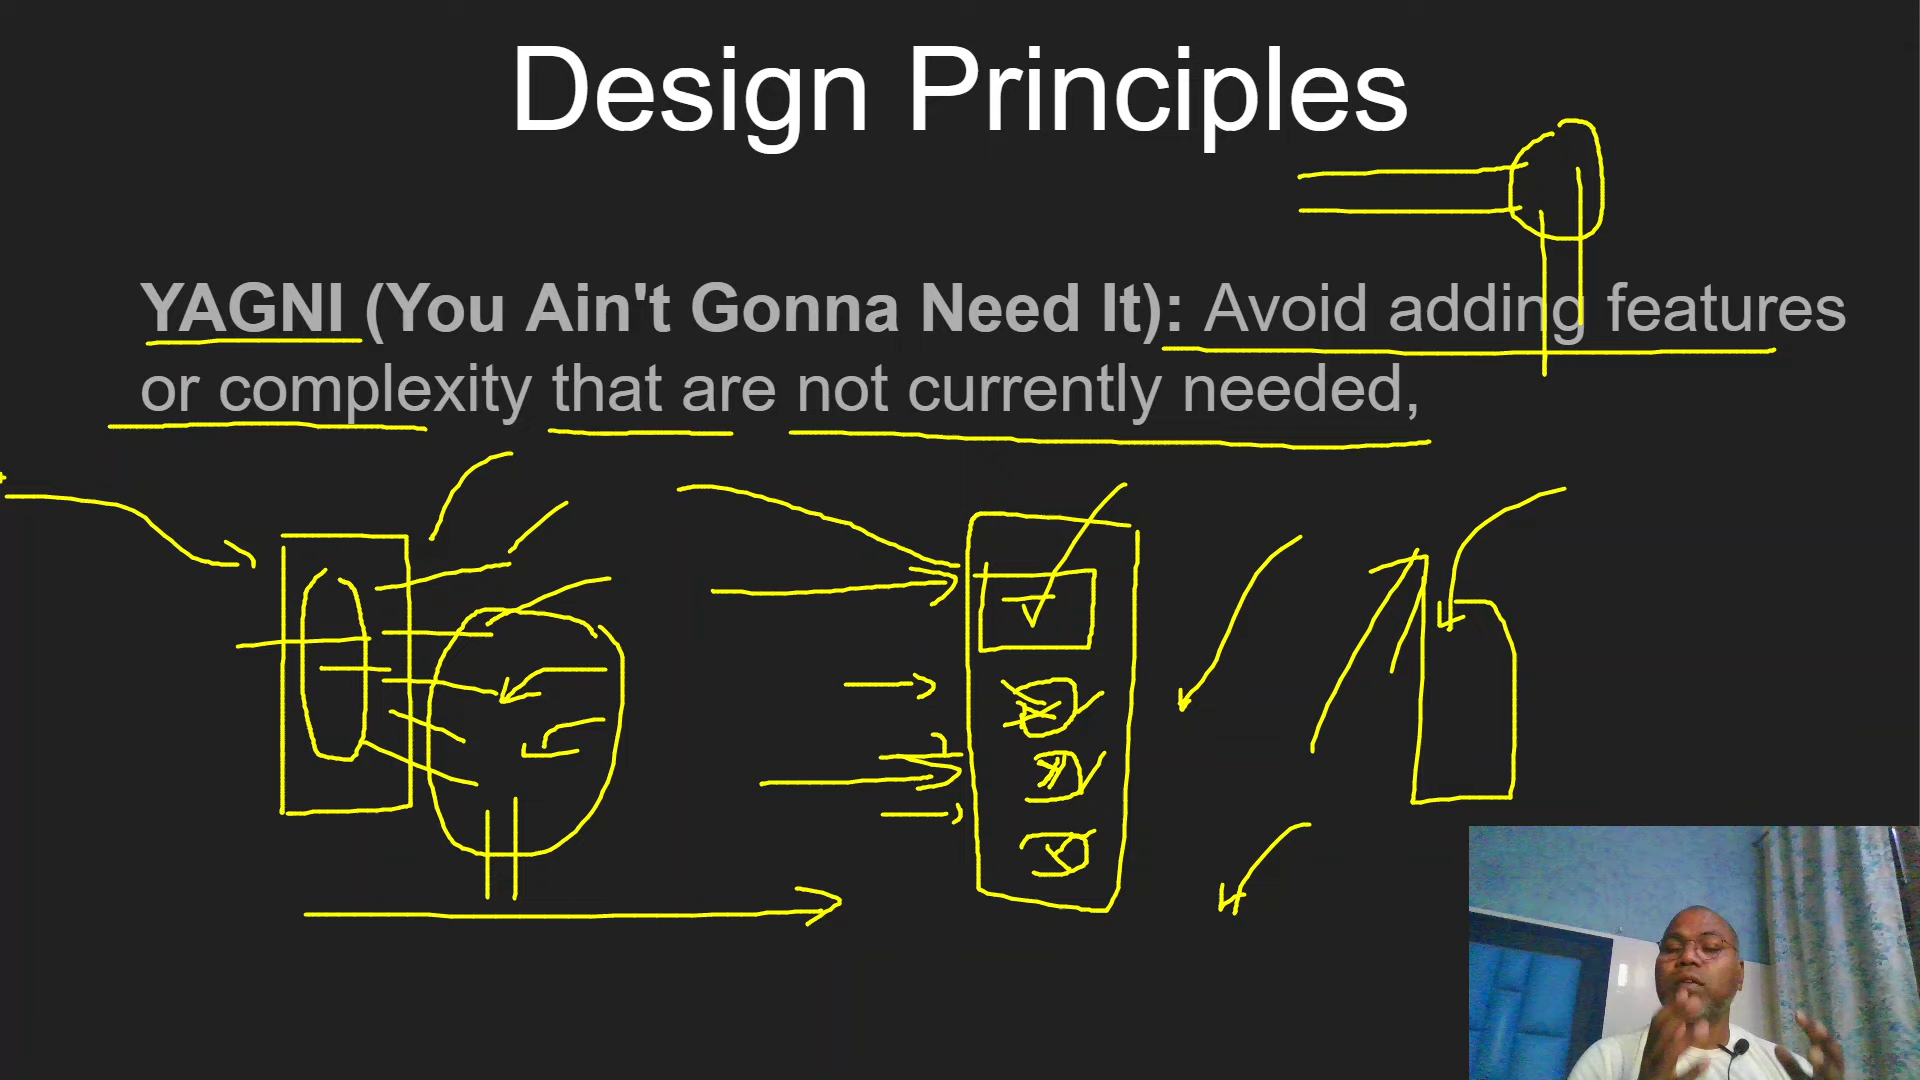 Design Principles
YAGNI (You Ain't Gonna Need It): Avoid adding features
or complexity that are not currently needed,